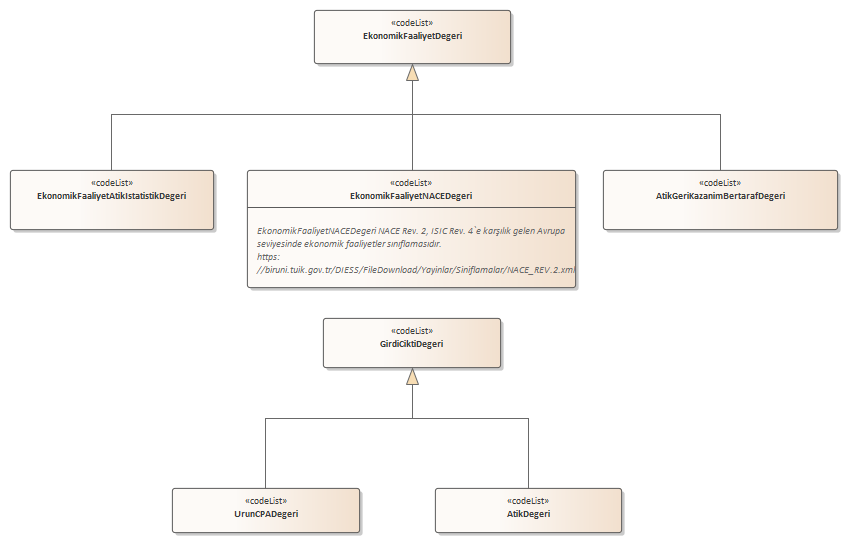 «codeList»
EkonomikFaaliyetDegeri
«codeList»
EkonomikFaaliyetAtikIstatistikDegeri
«codeList»
EkonomikFaaliyetNACEDegeri
EkonomikFaaliyetNACEDegeri NACE Rev. 2, ISIC Rev. 4`e karşılık gelen Avrupa
seviyesinde ekonomik faaliyetler sınıflamasıdır.
https:
//biruni.tuik.gov.tr/DIESS/FileDownload/Yayinlar/Siniflamalar/NACE_REV.2.xml
«codeList»
AtikGeriKazanimBertarafDegeri
«codeList»
GirdiCiktiDegeri
«codeList»
UrunCPADegeri
«codeList»
AtikDegeri